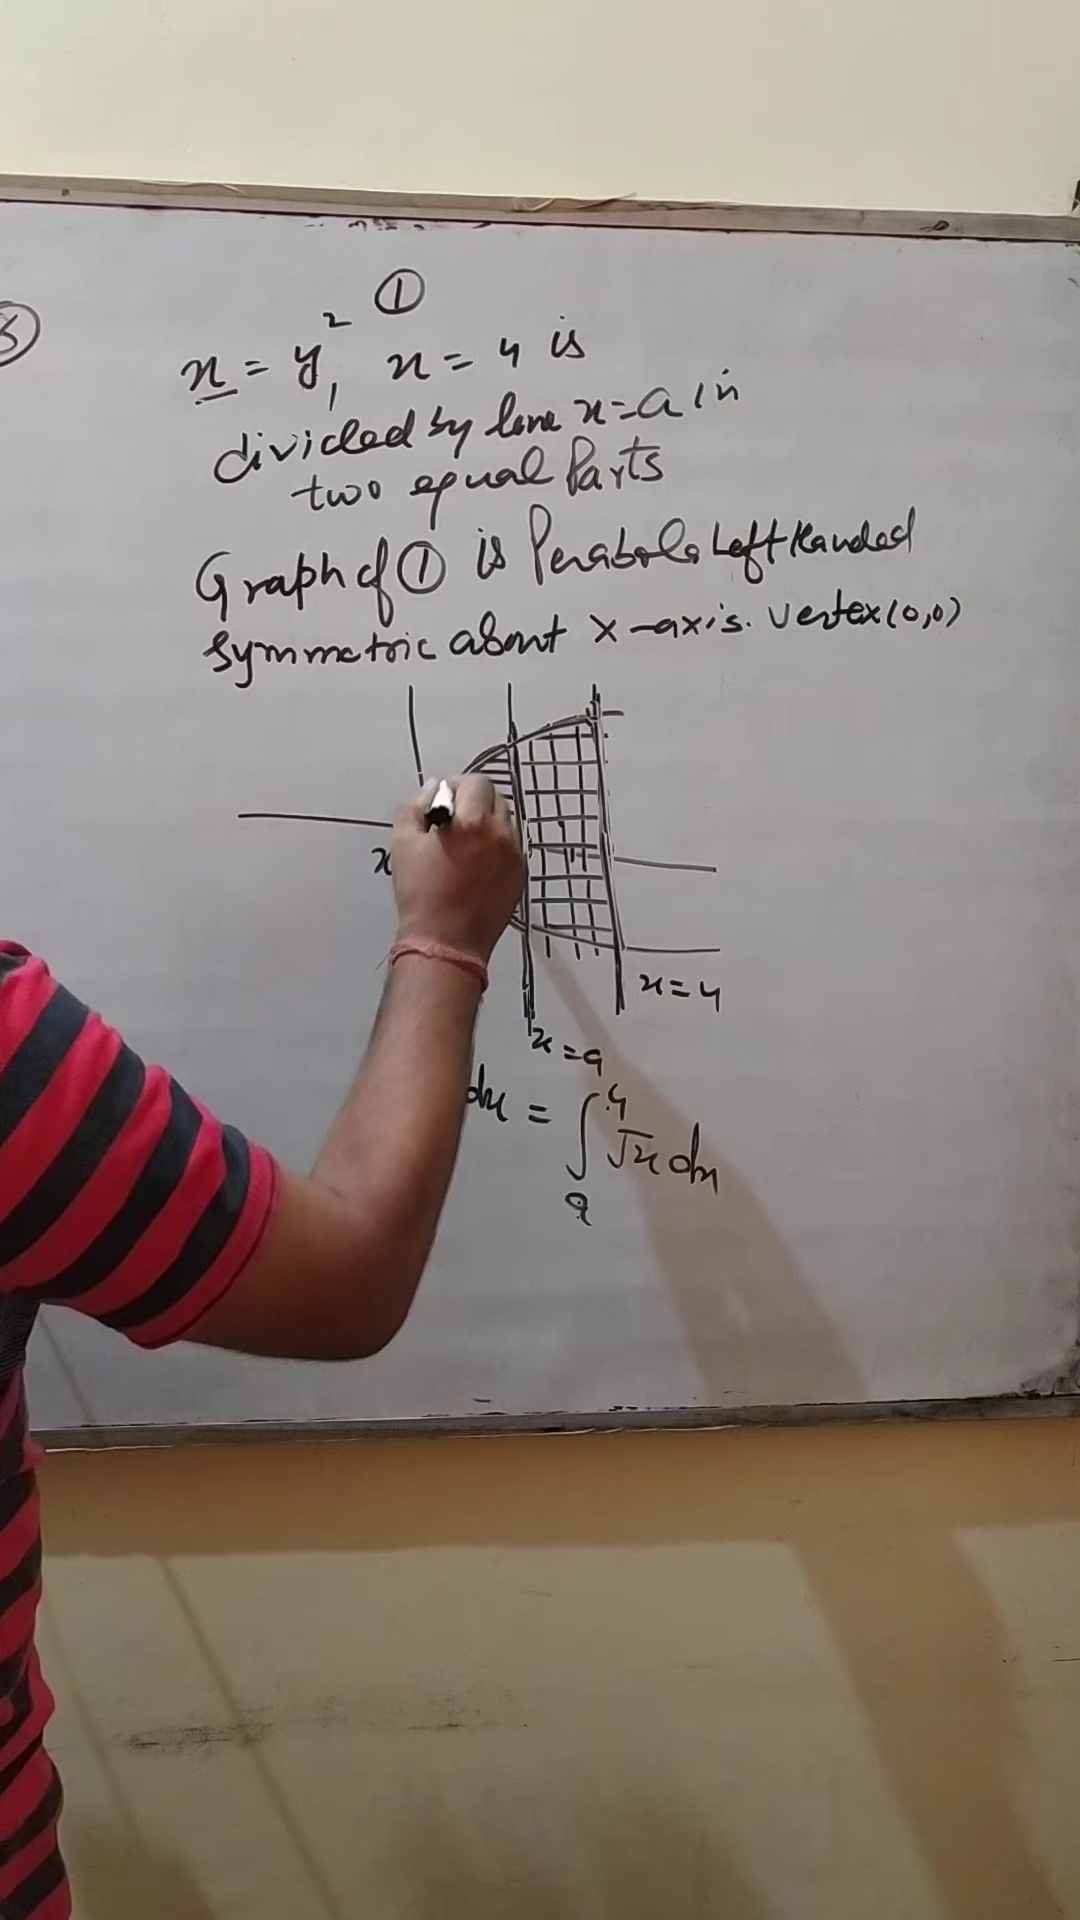 ①
x = y², x = 4 is
divided by line x=a in
two equal Parts
Graph of ① is Parabola Left Handed
symmetric about X-axis. Vertex(0,0)
x
x=4
x=a
dx = ∫ₐ⁴ √x dx